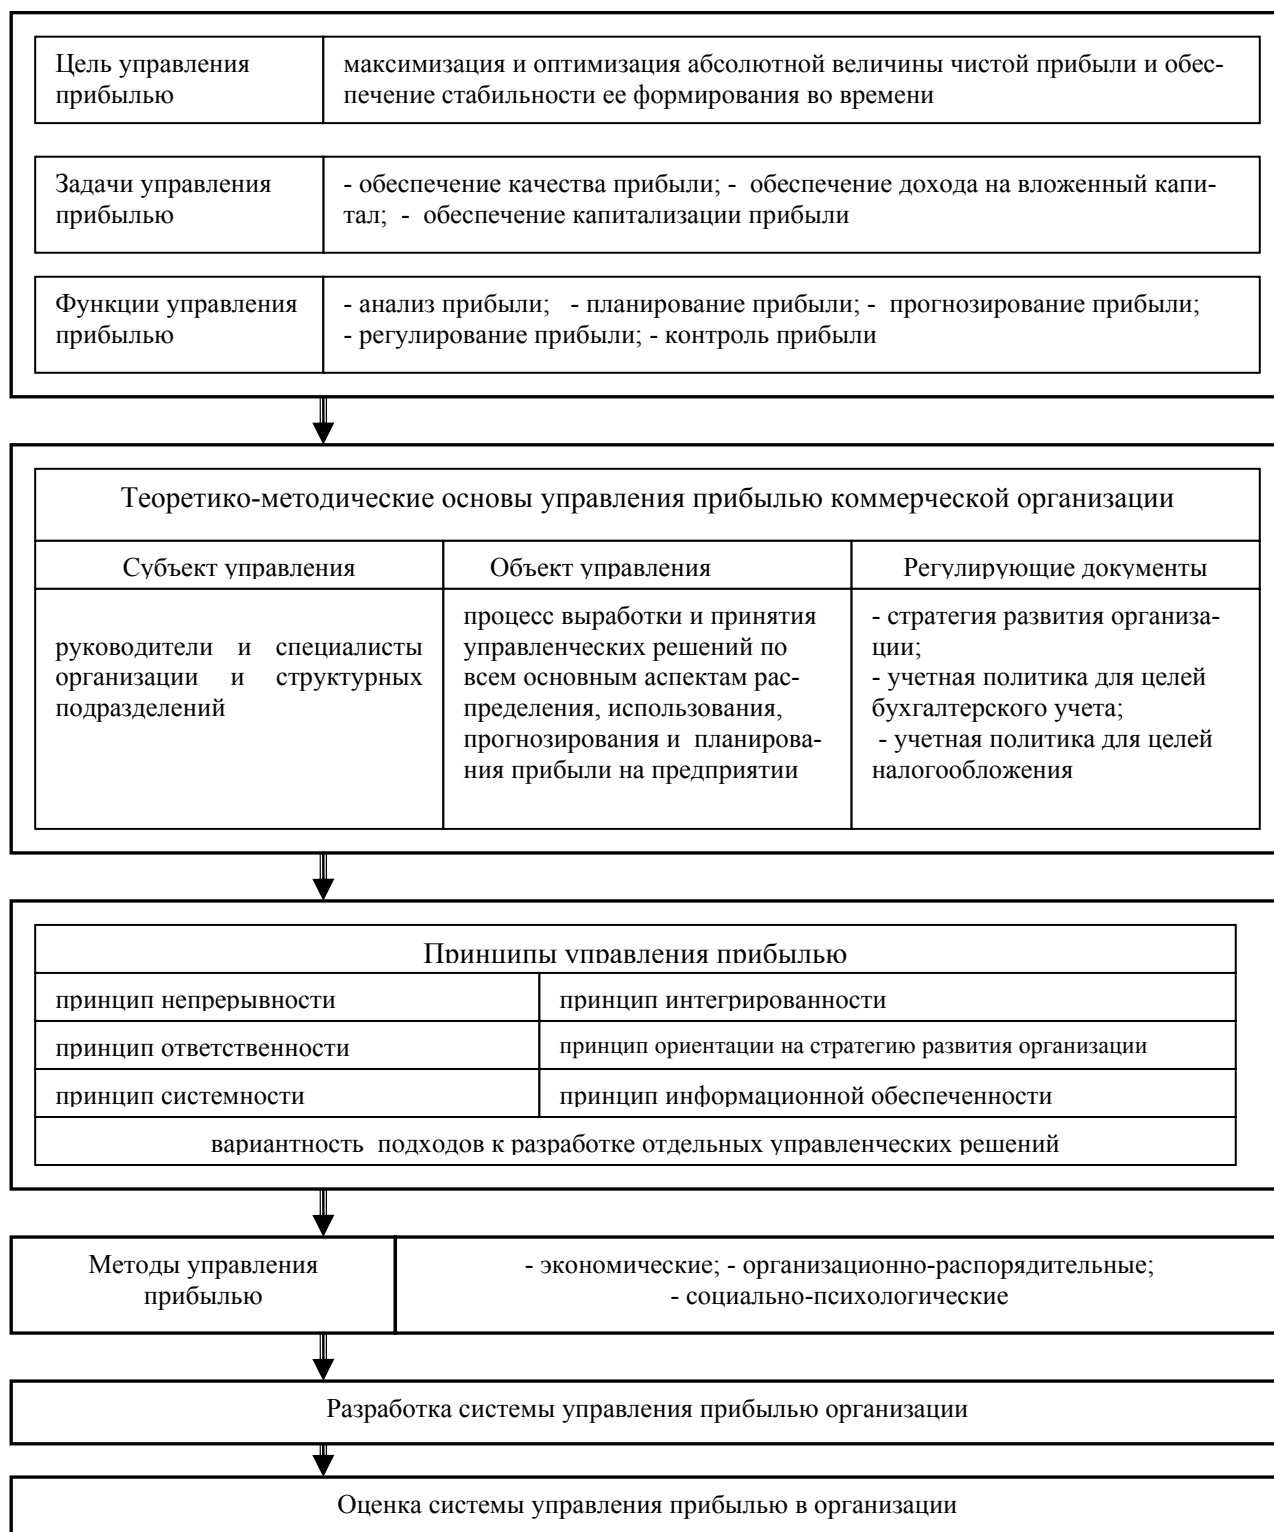 Цель управления
прибылью
максимизация и оптимизация абсолютной величины чистой прибыли и обес-
печение стабильности ее формирования во времени
Задачи управления
прибылью
- обеспечение качества прибыли; -  обеспечение дохода на вложенный капи-
тал;  -  обеспечение капитализации прибыли
Функции управления
прибылью
- анализ прибыли;   - планирование прибыли; -  прогнозирование прибыли;
- регулирование прибыли; - контроль прибыли
Теоретико-методические основы управления прибылью коммерческой организации
Субъект управления
Объект управления
Регулирующие документы
руководители и специалисты
организации и структурных
подразделений
процесс выработки и принятия
управленческих решений по
всем основным аспектам рас-
пределения, использования,
прогнозирования и  планирова-
ния прибыли на предприятии
- стратегия развития организа-
ции;
- учетная политика для целей
бухгалтерского учета;
- учетная политика для целей
налогообложения
Принципы управления прибылью
принцип непрерывности
принцип интегрированности
принцип ответственности
принцип ориентации на стратегию развития организации
принцип системности
принцип информационной обеспеченности
вариантность  подходов к разработке отдельных управленческих решений
Методы управления
прибылью
- экономические; - организационно-распорядительные;
- социально-психологические
Разработка системы управления прибылью организации
Оценка системы управления прибылью в организации